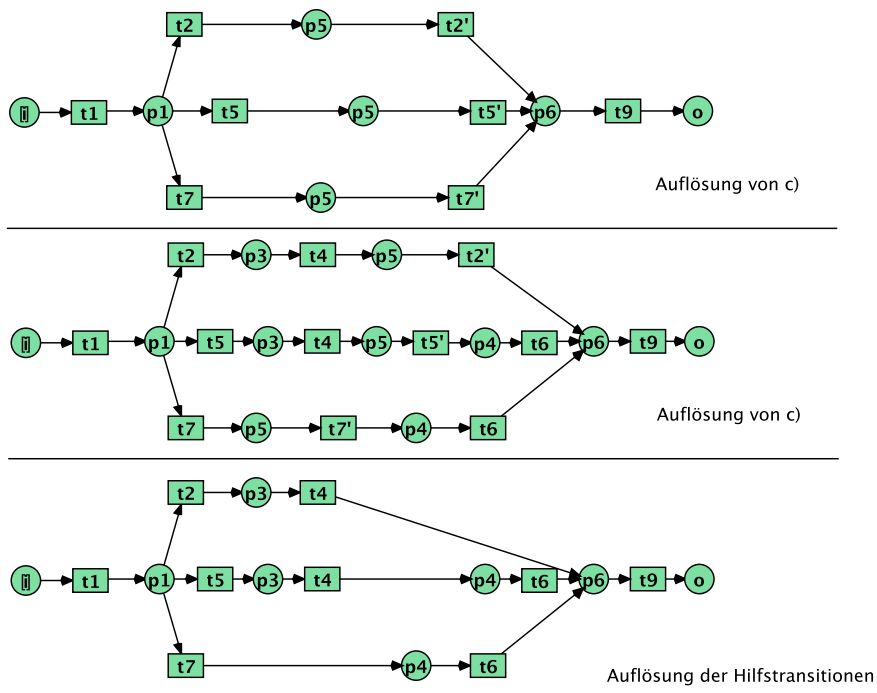 t2 p5 t2'
[i] t1 p1 t5 p5 t5' p6 t9 o
t7 p5 t7'
Auflösung von c)
t2 p3 t4 p5 t2'
[i] t1 p1 t5 p3 t4 p5 t5' p4 t6 p6 t9 o
t7 p5 t7' p4 t6
Auflösung von c)
t2 p3 t4
[i] t1 p1 t5 p3 t4 p4 t6 p6 t9 o
t7 p4 t6
Auflösung der Hilfstransitionen